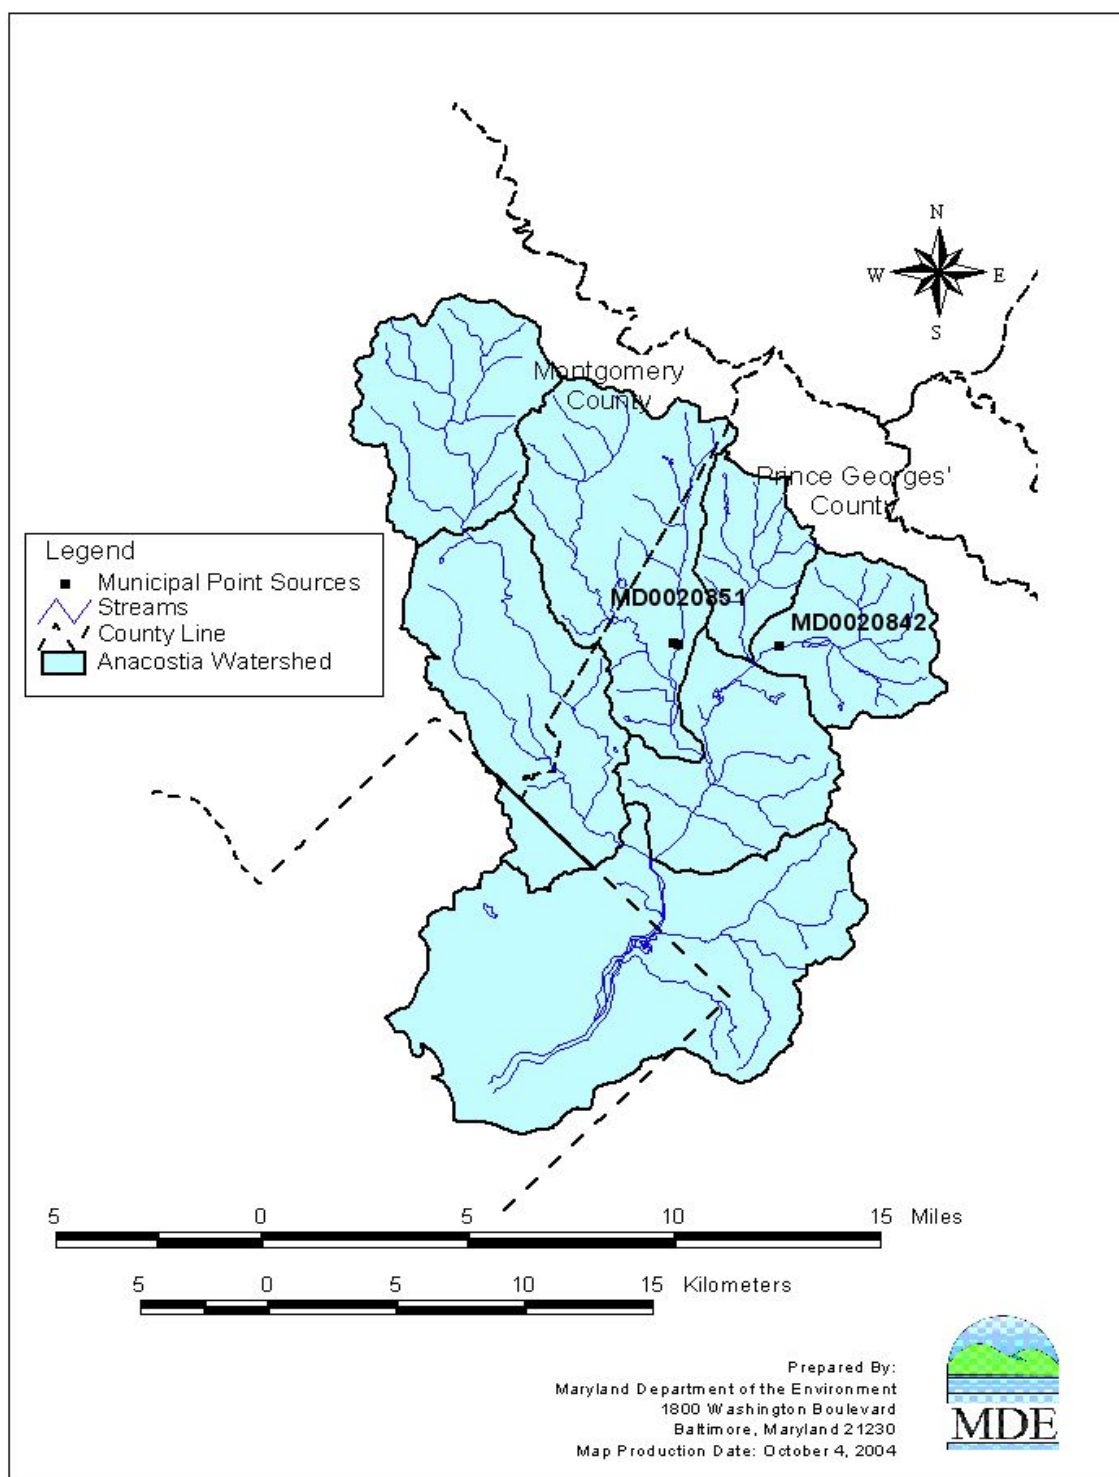 N
W E
S
Montgomery
County
Prince Georges'
County
Legend
Municipal Point Sources
Streams
County Line
Anacostia Watershed
MD0020851
MD0020842
5 0 5 10 15 Miles
5 0 5 10 15 Kilometers
Prepared By:
Maryland Department of the Environment
1800 Washington Boulevard
Baltimore, Maryland 21230
Map Production Date: October 4, 2004
MDE